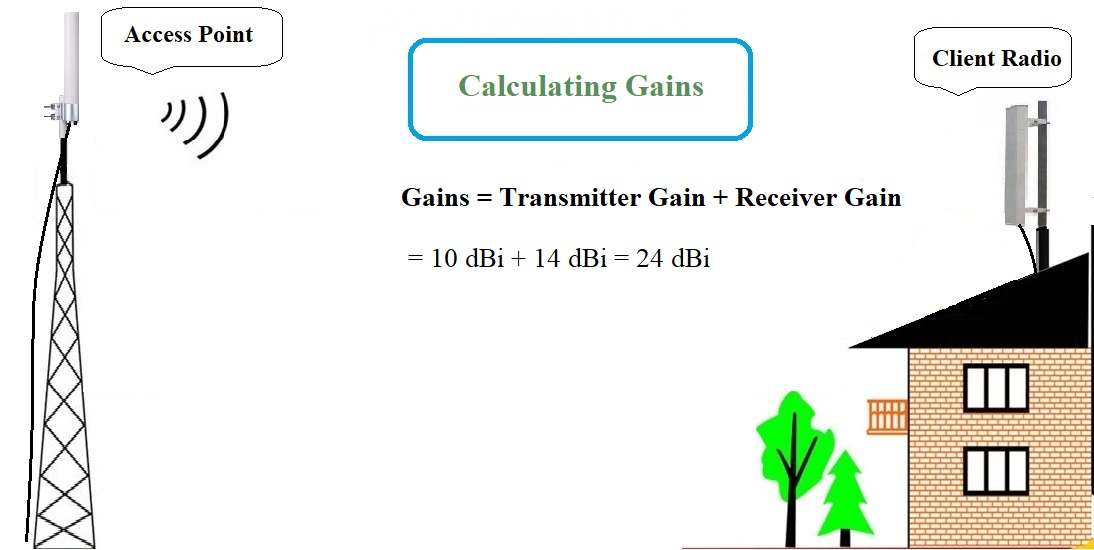 Access Point
Calculating Gains
Client Radio
Gains = Transmitter Gain + Receiver Gain
= 10 dBi + 14 dBi = 24 dBi